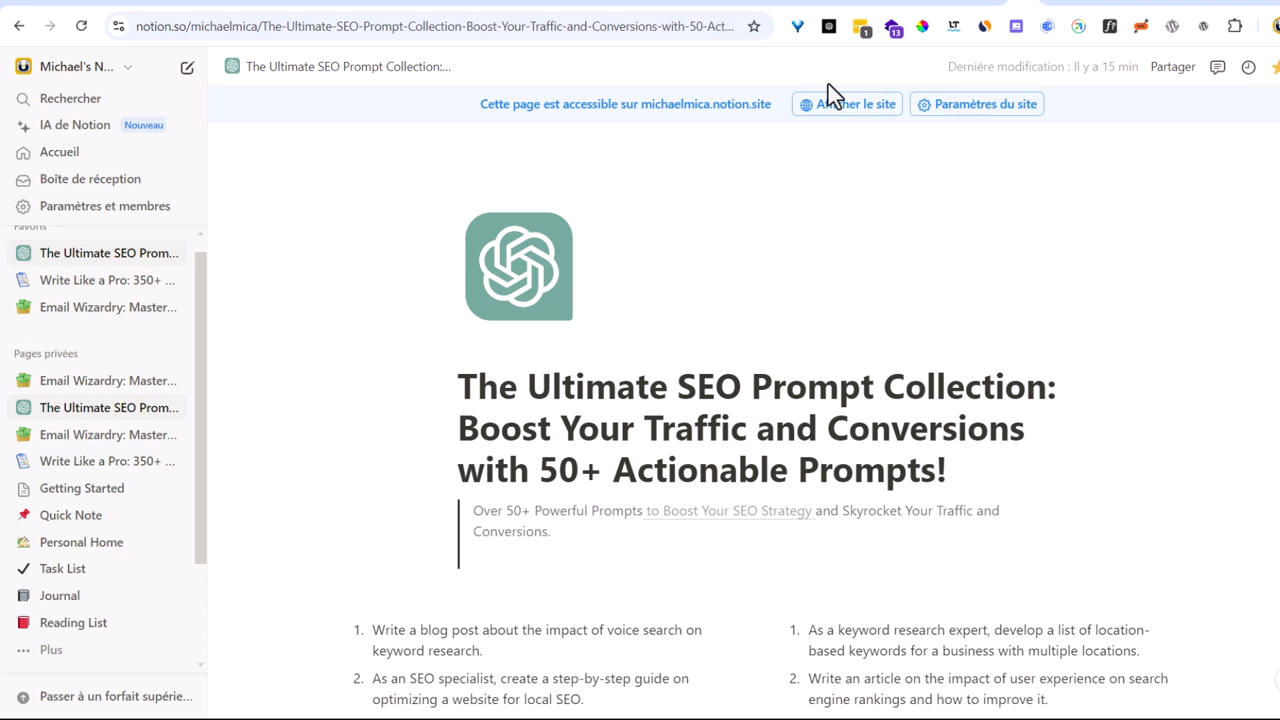 notion.so/michaelmica/The-Ultimate-SEO-Prompt-Collection-Boost-Your-Traffic-and-Conversions-with-50-Act...
1
13
LT
f?
Michael's N...
The Ultimate SEO Prompt Collection:...
Dernière modification : Il y a 15 min
Partager
Cette page est accessible sur michaelmica.notion.site
Afficher le site
Paramètres du site
Rechercher
IA de Notion Nouveau
Accueil
Boîte de réception
Paramètres et membres
Favoris
The Ultimate SEO Prom...
Write Like a Pro: 350+ ...
Email Wizardry: Master...
Pages privées
Email Wizardry: Master...
The Ultimate SEO Prom...
Email Wizardry: Master...
Write Like a Pro: 350+ ...
Getting Started
Quick Note
Personal Home
Task List
Journal
Reading List
Plus
Passer à un forfait supérie...
The Ultimate SEO Prompt Collection:
Boost Your Traffic and Conversions
with 50+ Actionable Prompts!
Over 50+ Powerful Prompts to Boost Your SEO Strategy and Skyrocket Your Traffic and
Conversions.
1. Write a blog post about the impact of voice search on
keyword research.
2. As an SEO specialist, create a step-by-step guide on
optimizing a website for local SEO.
1. As a keyword research expert, develop a list of location-
based keywords for a business with multiple locations.
2. Write an article on the impact of user experience on search
engine rankings and how to improve it.